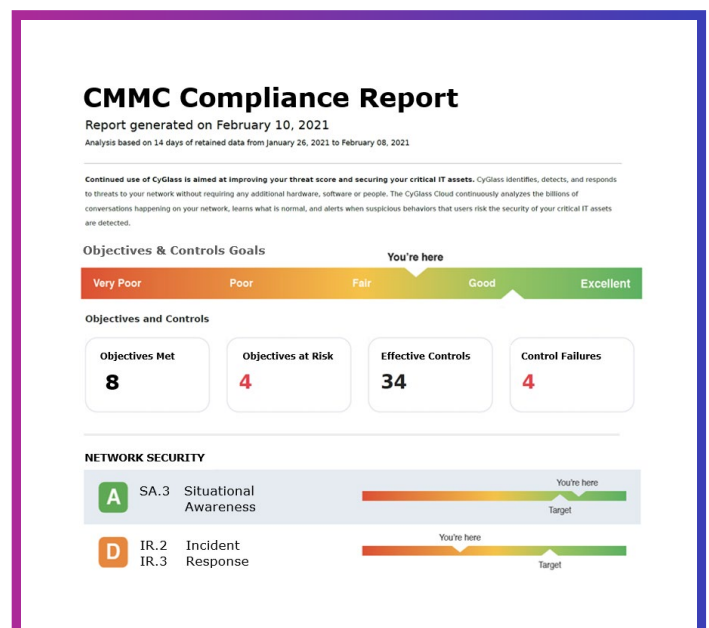 CMMC Compliance Report
Report generated on February 10, 2021
Analysis based on 14 days of retained data from January 26, 2021 to February 08, 2021
Continued use of CyGlass is aimed at improving your threat score and securing your critical IT assets. CyGlass identifies, detects, and responds
to threats to your network without requiring any additional hardware, software or people. The CyGlass Cloud continuously analyzes the billions of
conversations happening on your network, learns what is normal, and alerts when suspicious behaviors that users risk the security of your critical IT assets
are detected.
Objectives & Controls Goals
You're here
Very Poor Poor Fair Good Excellent
Objectives and Controls
Objectives Met Objectives at Risk Effective Controls Control Failures
8 4 34 4
NETWORK SECURITY
You're here
A SA.3 Situational
Awareness
Target
You're here
D IR.2 Incident
IR.3 Response
Target